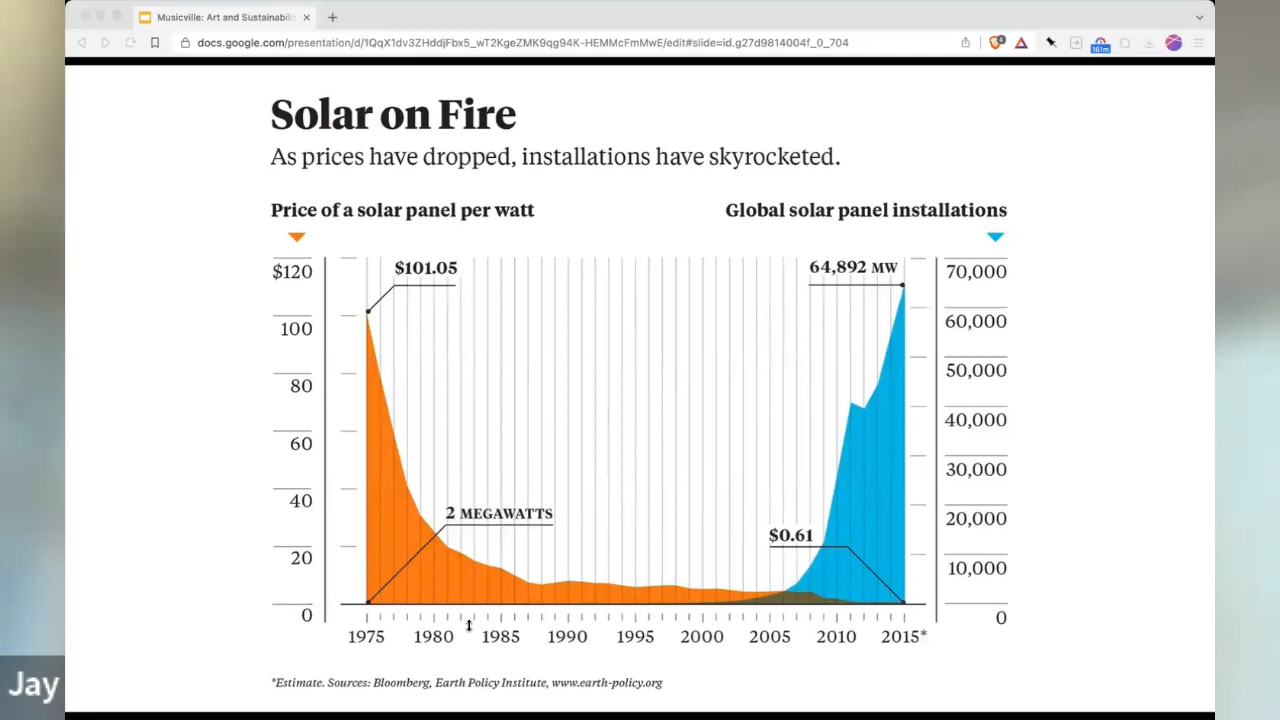 Musicville: Art and Sustainabili
docs.google.com/presentation/d/1QqX1dv3ZHddjFbx5_wT2KgeZMK9qg94K-HEMMcFmMwE/edit#slide=id.g27d9814004f_0_704
4
161m
Solar on Fire
As prices have dropped, installations have skyrocketed.
Price of a solar panel per watt
Global solar panel installations
$120
100
80
60
40
20
0
$101.05
2 MEGAWATTS
64,892 MW
$0.61
70,000
60,000
50,000
40,000
30,000
20,000
10,000
0
1975 1980 1985 1990 1995 2000 2005 2010 2015*
*Estimate. Sources: Bloomberg, Earth Policy Institute, www.earth-policy.org
Jay